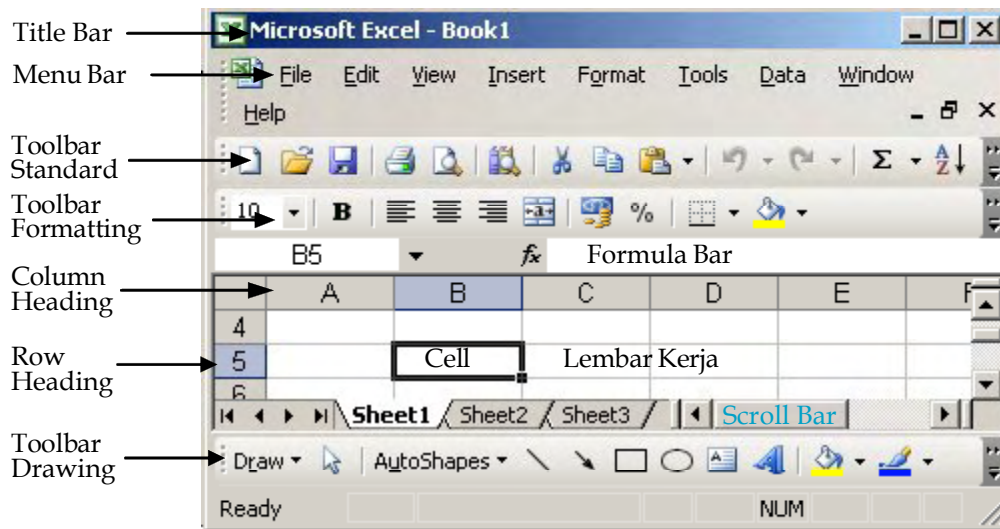 Title Bar
Microsoft Excel - Book1
Menu Bar
File Edit View Insert Format Tools Data Window
Help
Toolbar
Standard
Toolbar
Formatting
10 B %
B5 fx Formula Bar
Column
Heading
A B C D E F
4
Row
Heading
5 Cell Lembar Kerja
6
Sheet1 Sheet2 Sheet3 Scroll Bar
Toolbar
Drawing
Draw AutoShapes
Ready NUM